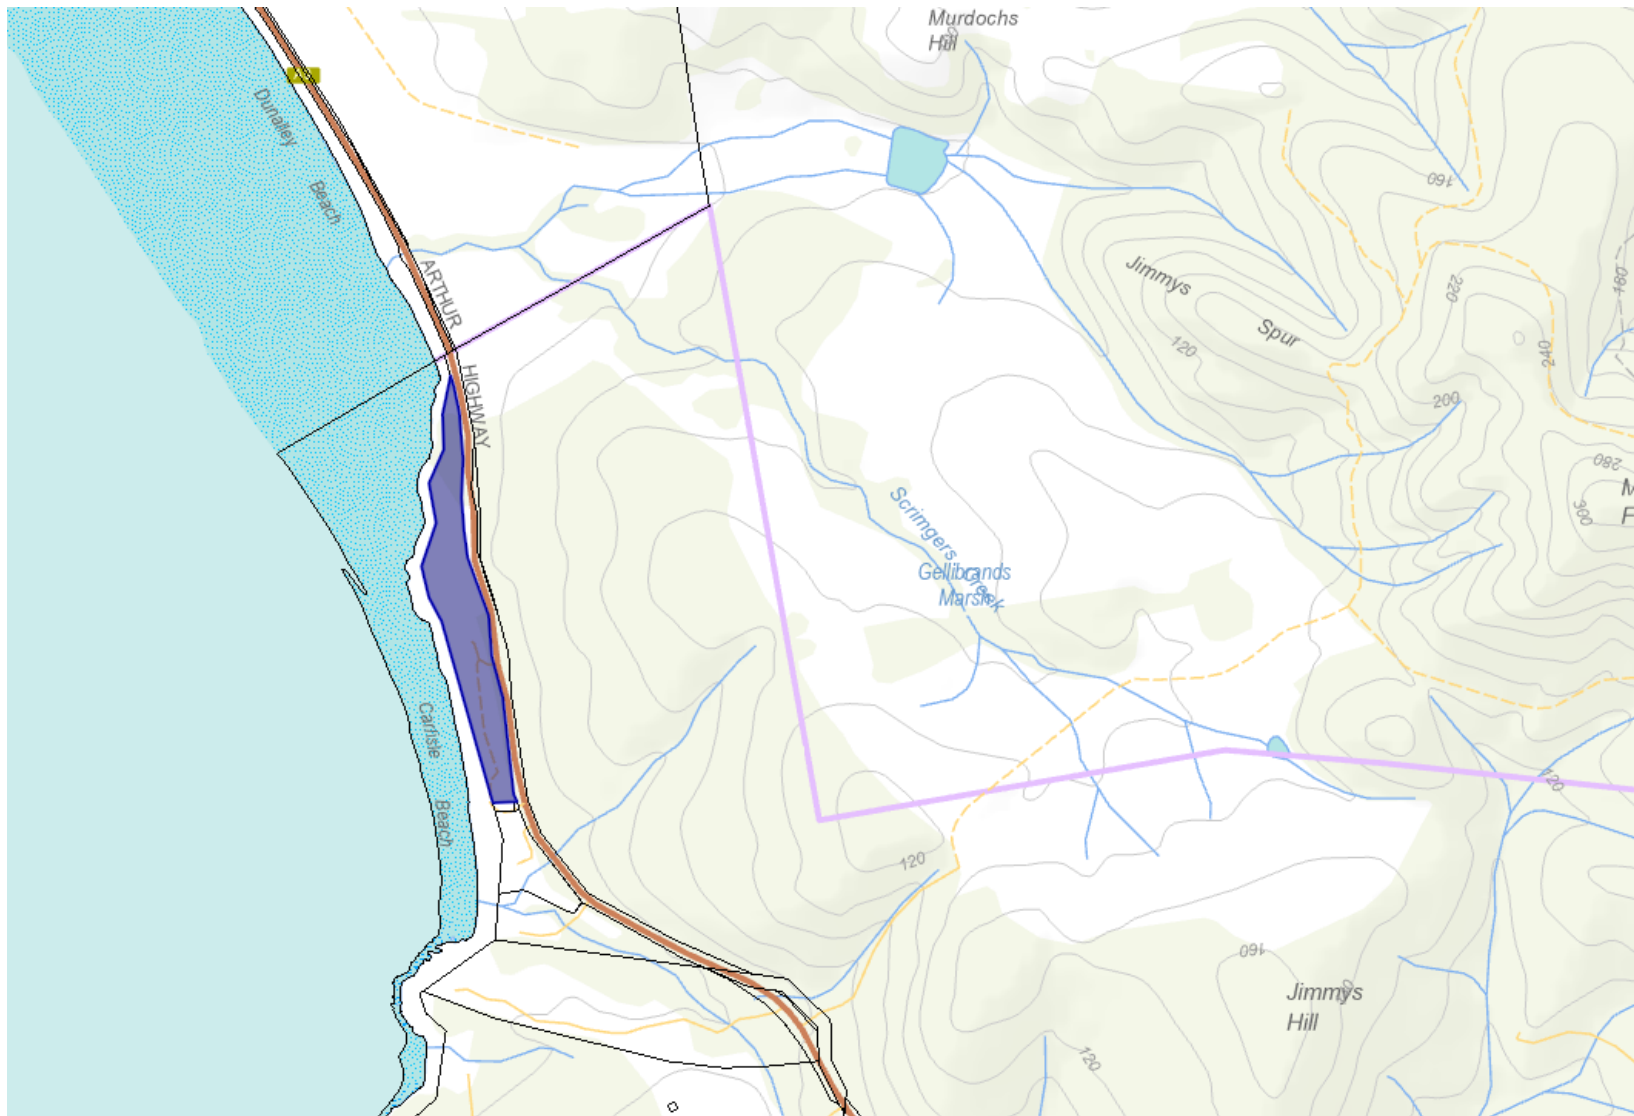 Murdochs
Hill
Dunalley
Beach
160
ARTHUR
Jimmys
220
180
Spur
120
240
HIGHWAY
200
280
M
F
300
Scrimgers Creek
Gellibrands
Marsh
Carlisle
120
Beach
120
160
Jimmys
Hill
120